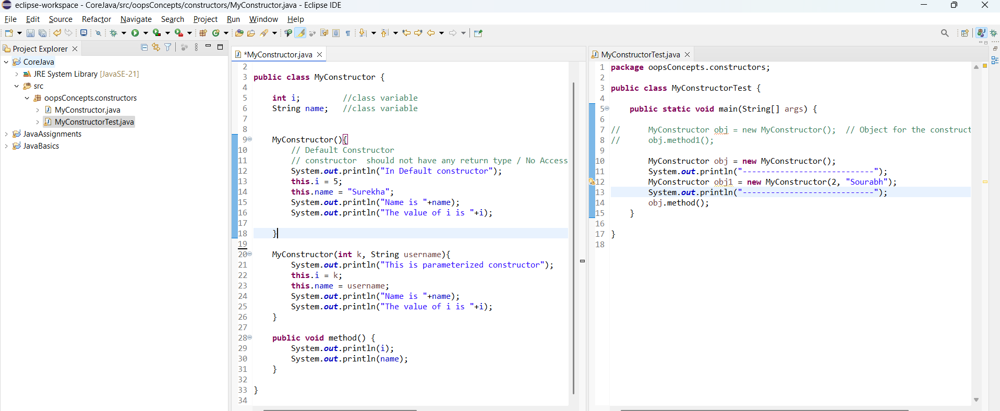 eclipse-workspace - CoreJava/src/oopsConcepts/constructors/MyConstructor.java - Eclipse IDE
File Edit Source Refactor Navigate Search Project Run Window Help
Project Explorer
CoreJava
JRE System Library [JavaSE-21]
src
oopsConcepts.constructors
MyConstructor.java
MyConstructorTest.java
JavaAssignments
JavaBasics
*MyConstructor.java
2
3 public class MyConstructor {
4
5     int i;         //class variable
6     String name;   //class variable
7
8
9     MyConstructor(){
10         // Default Constructor
11         // constructor  should not have any return type / No Access
12         System.out.println("In Default constructor");
13         this.i = 5;
14         this.name = "Surekha";
15         System.out.println("Name is "+name);
16         System.out.println("The value of i is "+i);
17
18     }
19
20     MyConstructor(int k, String username){
21         System.out.println("This is parameterized constructor");
22         this.i = k;
23         this.name = username;
24         System.out.println("Name is "+name);
25         System.out.println("The value of i is "+i);
26     }
27
28     public void method() {
29         System.out.println(i);
30         System.out.println(name);
31     }
32
33 }
34
MyConstructorTest.java
1 package oopsConcepts.constructors;
2
3 public class MyConstructorTest {
4
5     public static void main(String[] args) {
6
7 //      MyConstructor obj = new MyConstructor();  // Object for the construct
8 //      obj.method1();
9
10         MyConstructor obj = new MyConstructor();
11         System.out.println("----------------------------");
12         MyConstructor obj1 = new MyConstructor(2, "Sourabh");
13         System.out.println("----------------------------");
14         obj.method();
15     }
16
17 }
18